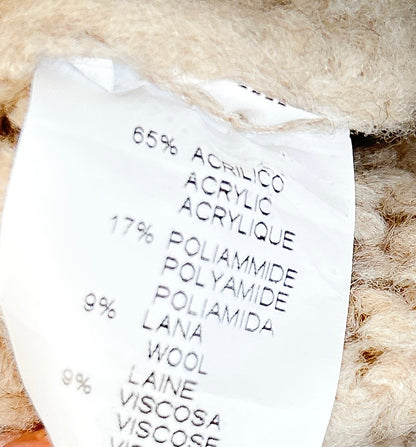 65% ACRILICO
ACRYLIC
ACRYLIQUE
17% POLIAMMIDE
POLYAMIDE
POLIAMIDA
9% LANA
WOOL
LAINE
9% VISCOSA
VISCOSE